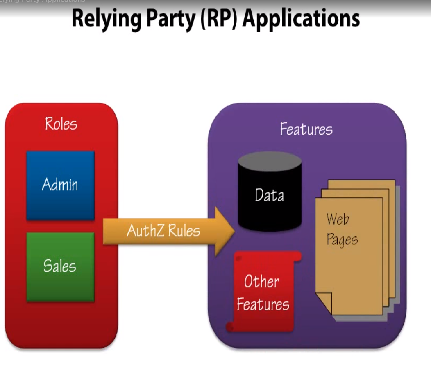 Relying Party (RP) Applications
Roles
Admin
Sales
AuthZ Rules
Features
Data
Web
Pages
Other
Features